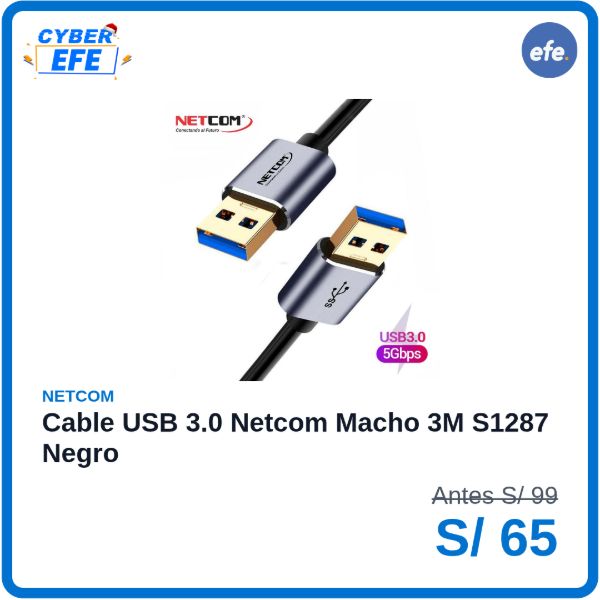 CYBER
EFE
efe.
NETCOM®
Conectando al Futuro
NETCOM
SS
USB3.0
5Gbps
NETCOM
Cable USB 3.0 Netcom Macho 3M S1287
Negro
Antes S/ 99
S/ 65